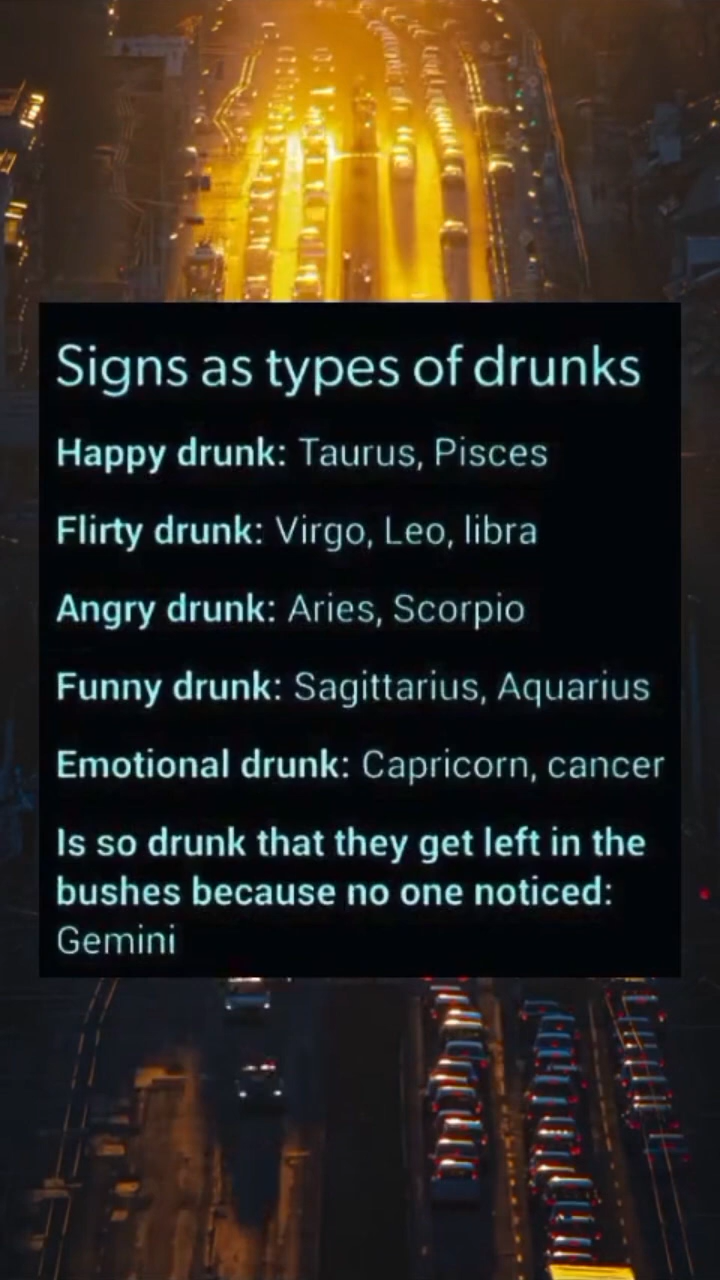 Signs as types of drunks
Happy drunk: Taurus, Pisces
Flirty drunk: Virgo, Leo, libra
Angry drunk: Aries, Scorpio
Funny drunk: Sagittarius, Aquarius
Emotional drunk: Capricorn, cancer
Is so drunk that they get left in the
bushes because no one noticed:
Gemini